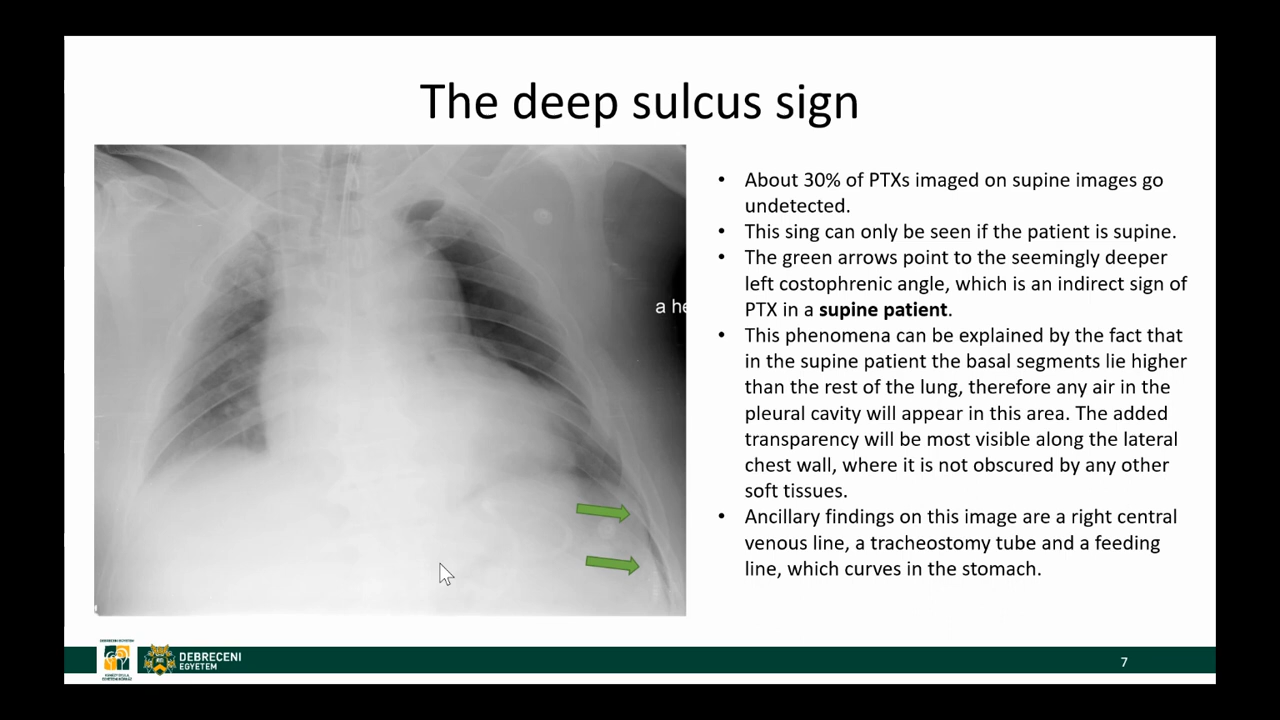 The deep sulcus sign
• About 30% of PTXs imaged on supine images go
undetected.
• This sing can only be seen if the patient is supine.
• The green arrows point to the seemingly deeper
left costophrenic angle, which is an indirect sign of
PTX in a supine patient.
• This phenomena can be explained by the fact that
in the supine patient the basal segments lie higher
than the rest of the lung, therefore any air in the
pleural cavity will appear in this area. The added
transparency will be most visible along the lateral
chest wall, where it is not obscured by any other
soft tissues.
• Ancillary findings on this image are a right central
venous line, a tracheostomy tube and a feeding
line, which curves in the stomach.
a he
DEBRECENI EGYETEM
DEBRECENI
EGYETEM
7